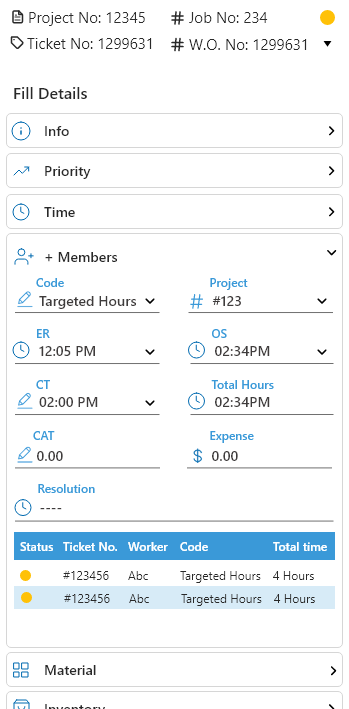 Project No: 12345 # Job No: 234
Ticket No: 1299631 # W.O. No: 1299631
Fill Details
Info
Priority
Time
+ Members
Code Project
Targeted Hours # #123
ER OS
12:05 PM 02:34PM
CT Total Hours
02:00 PM 02:34PM
CAT Expense
0.00 $ 0.00
Resolution
----
Status Ticket No. Worker Code Total time
#123456 Abc Targeted Hours 4 Hours
#123456 Abc Targeted Hours 4 Hours
Material
Inventory